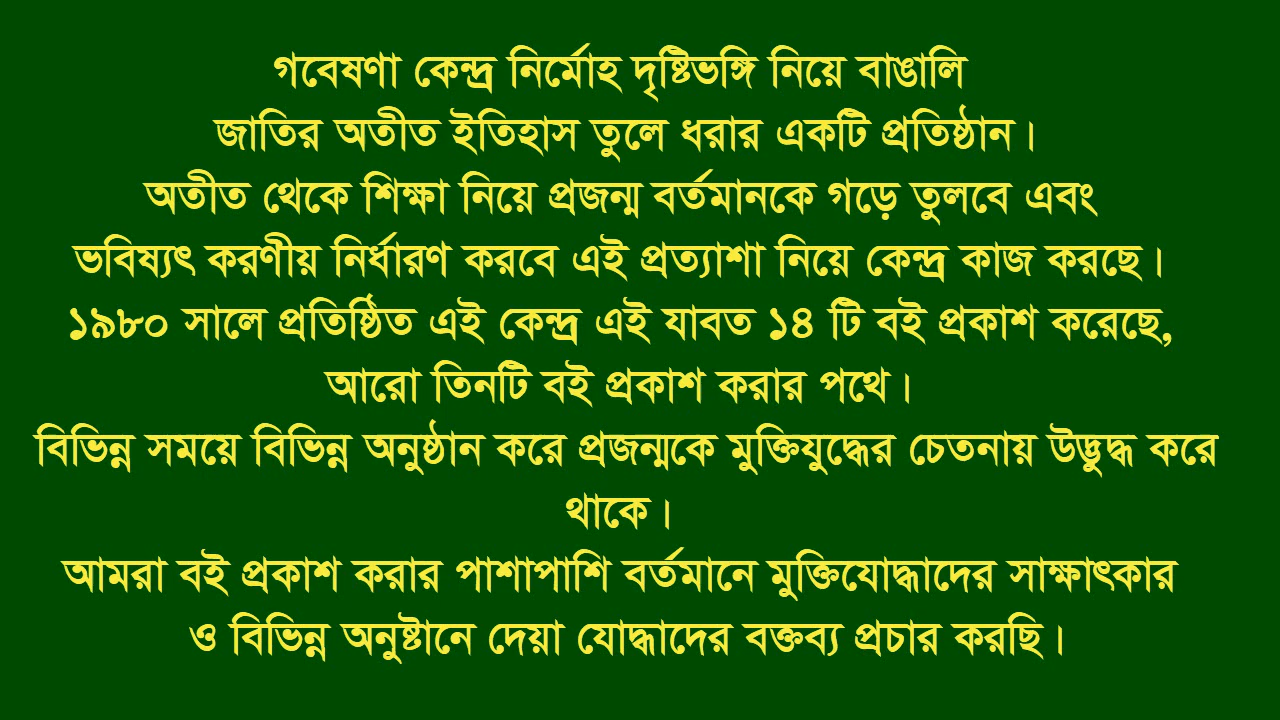 গবেষণা কেন্দ্র নির্মোহ দৃষ্টিভঙ্গি নিয়ে বাঙালি
জাতির অতীত ইতিহাস তুলে ধরার একটি প্রতিষ্ঠান।
অতীত থেকে শিক্ষা নিয়ে প্রজন্ম বর্তমানকে গড়ে তুলবে এবং
ভবিষ্যৎ করণীয় নির্ধারণ করবে এই প্রত্যাশা নিয়ে কেন্দ্র কাজ করছে।
১৯৮০ সালে প্রতিষ্ঠিত এই কেন্দ্র এই যাবত ১৪ টি বই প্রকাশ করেছে,
আরো তিনটি বই প্রকাশ করার পথে।
বিভিন্ন সময়ে বিভিন্ন অনুষ্ঠান করে প্রজন্মকে মুক্তিযুদ্ধের চেতনায় উদ্ভুদ্ধ করে
থাকে।
আমরা বই প্রকাশ করার পাশাপাশি বর্তমানে মুক্তিযোদ্ধাদের সাক্ষাৎকার
ও বিভিন্ন অনুষ্টানে দেয়া যোদ্ধাদের বক্তব্য প্রচার করছি।